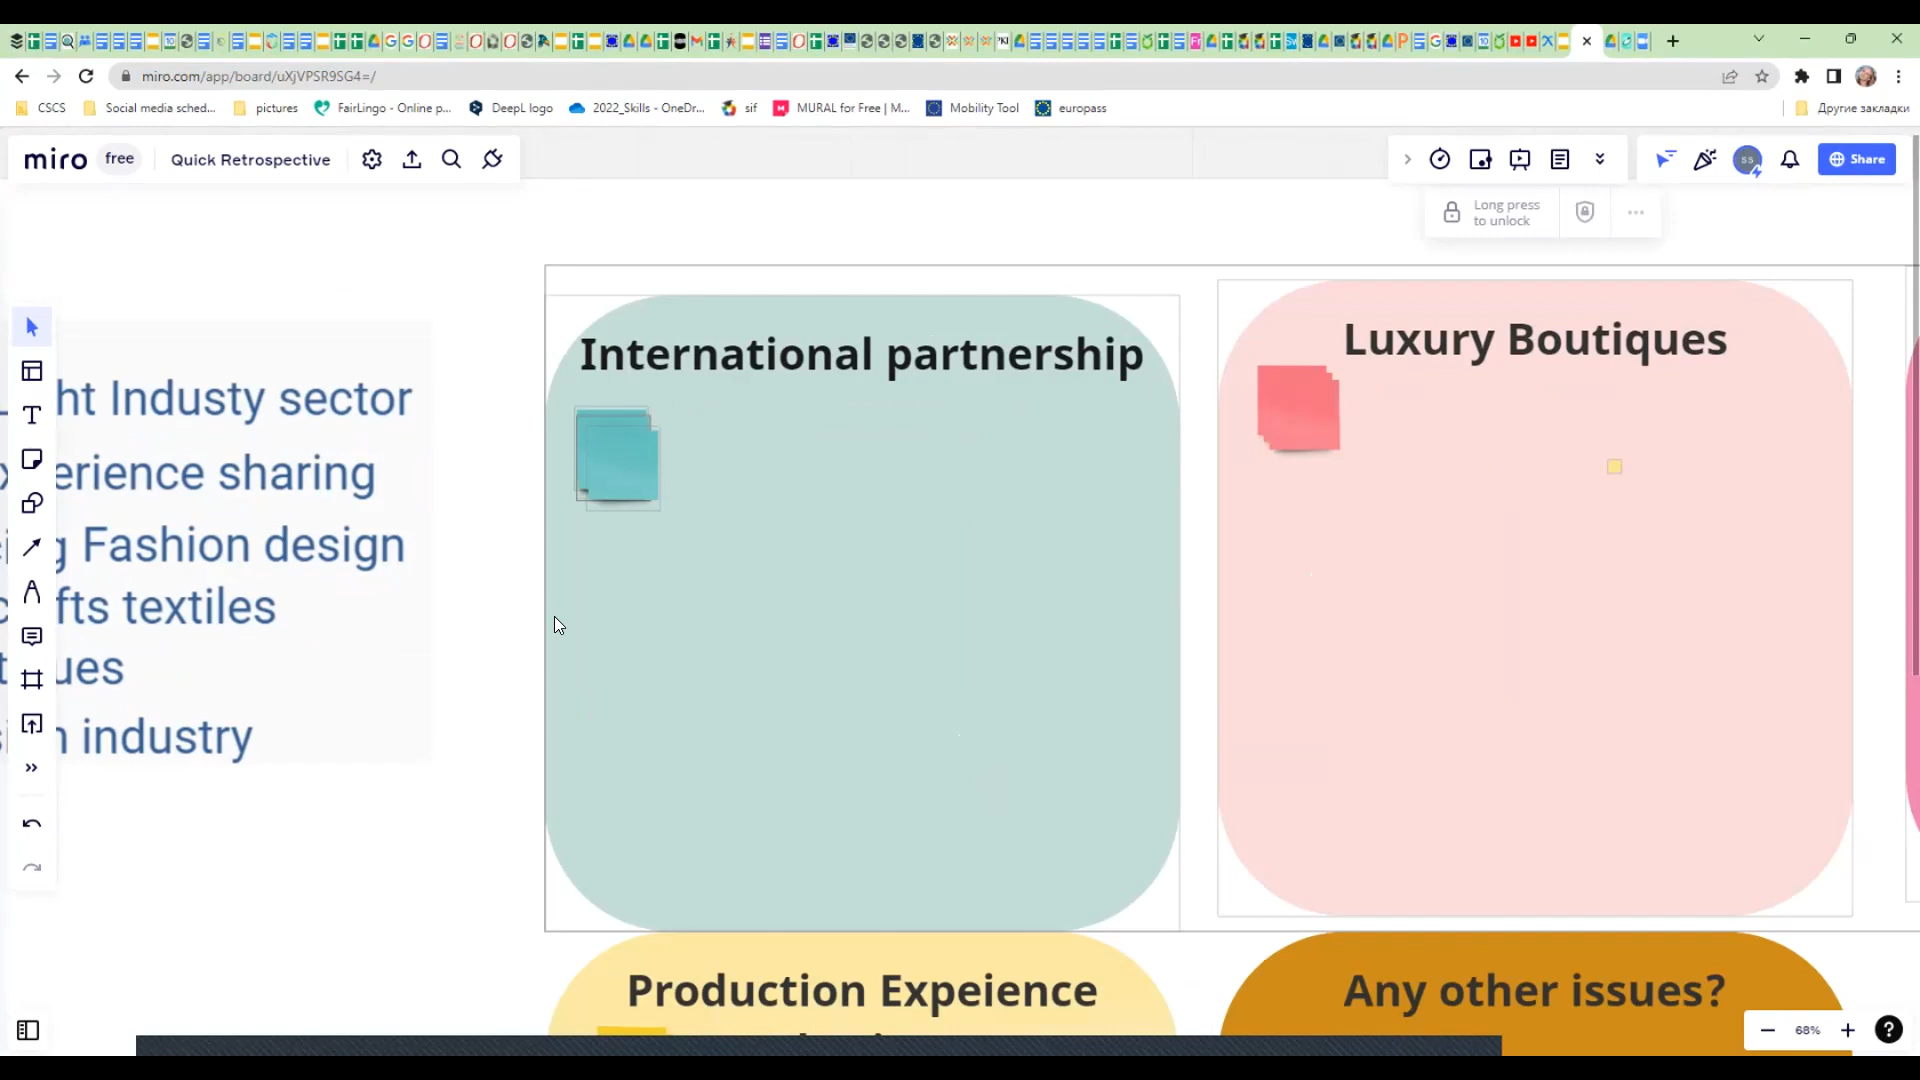 miro.com/app/board/uXjVPSR9SG4=/
CSCS
Social media sched...
pictures
FairLingo - Online p...
DeepL logo
2022_Skills - OneDr...
sif
MURAL for Free | M...
Mobility Tool
europass
Другие закладки
miro
free
Quick Retrospective
SS
Share
Long press
to unlock
ht Industy sector
erience sharing
g Fashion design
fts textiles
ues
n industry
International partnership
Luxury Boutiques
Production Expeience
Any other issues?
68%